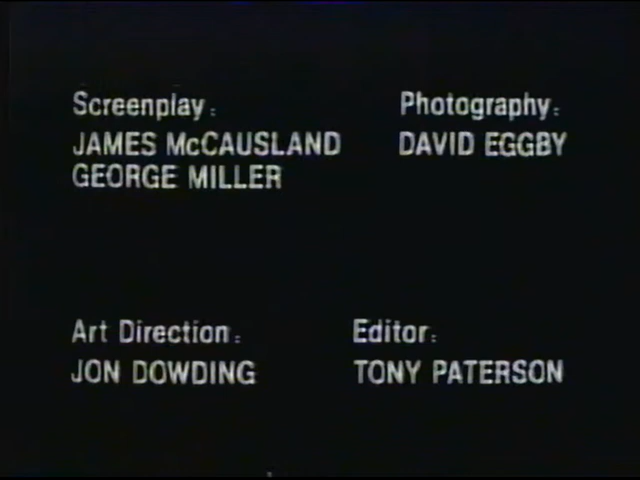 Screenplay:
JAMES McCAUSLAND
GEORGE MILLER
Photography:
DAVID EGGBY
Art Direction:
JON DOWDING
Editor:
TONY PATERSON